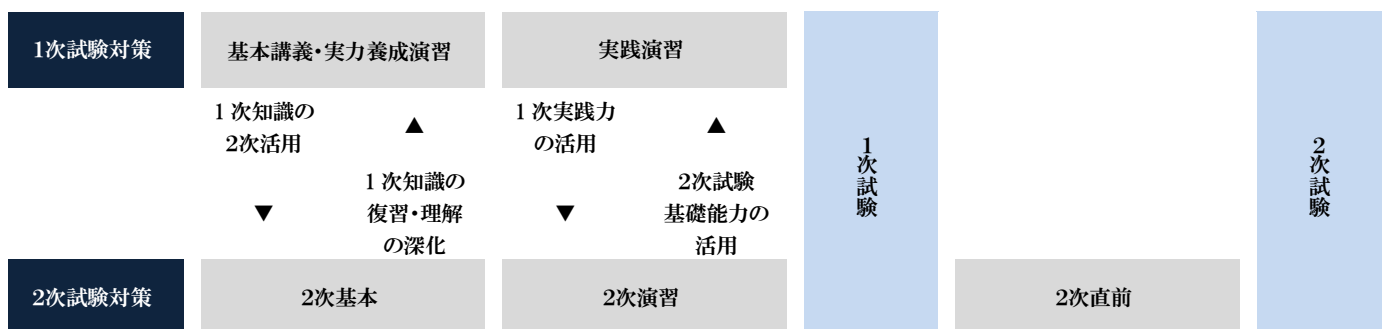 1次試験対策
基本講義・実力養成演習
実践演習
1次知識の
2次活用
▲
1次実践力
の活用
▲
▼
1次知識の
復習・理解
の深化
▼
2次試験
基礎能力の
活用
1次試験
2次試験
2次試験対策
2次基本
2次演習
2次直前